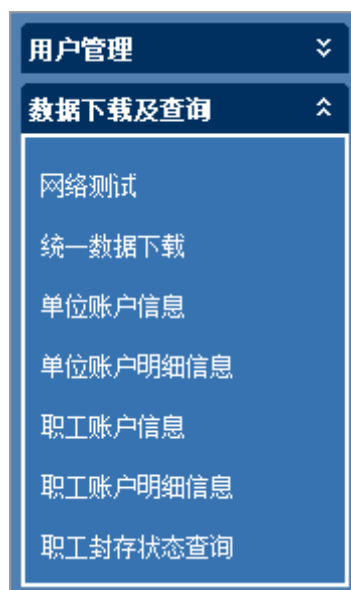 用户管理
数据下载及查询
网络测试
统一数据下载
单位账户信息
单位账户明细信息
职工账户信息
职工账户明细信息
职工封存状态查询